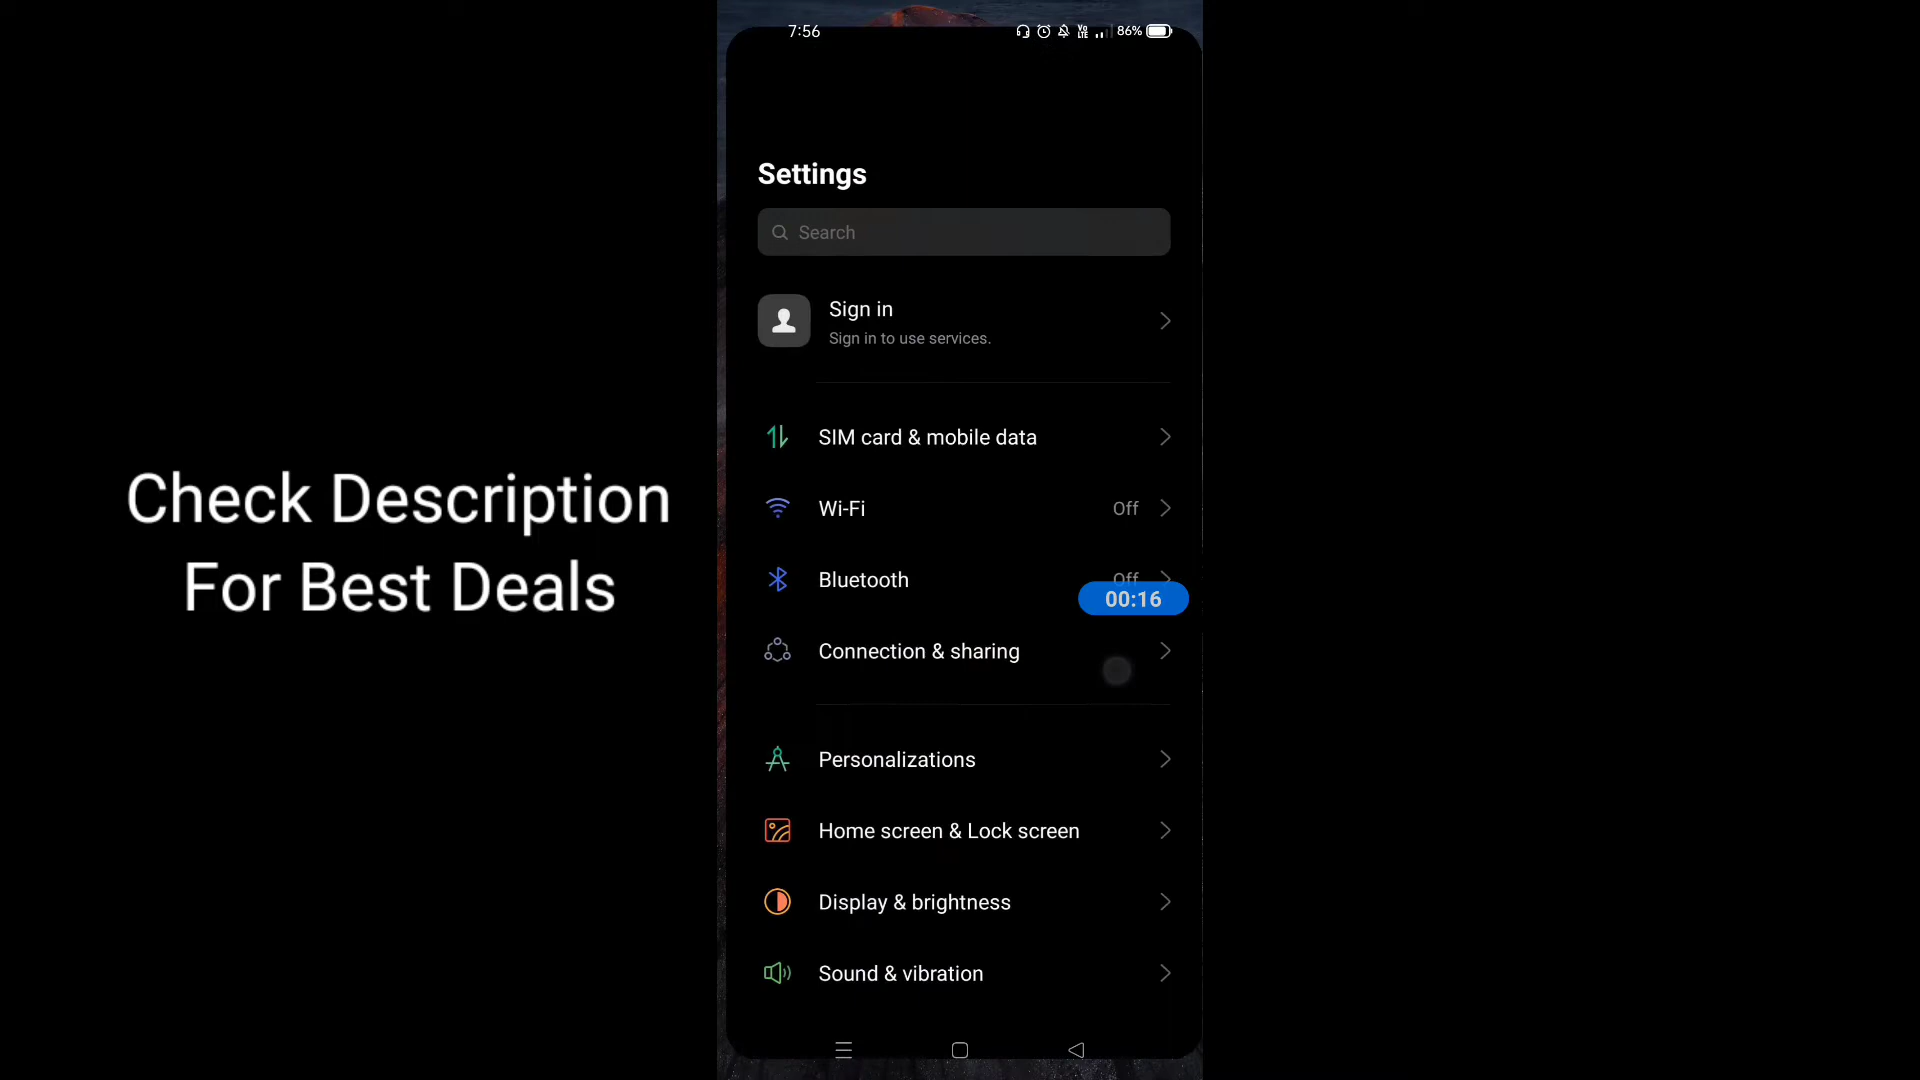 7:56
VO LTE 86%
Settings
Search
Sign in
Sign in to use services.
SIM card & mobile data
Wi-Fi Off
Bluetooth Off
00:16
Connection & sharing
Personalizations
Home screen & Lock screen
Display & brightness
Sound & vibration
Check Description
For Best Deals